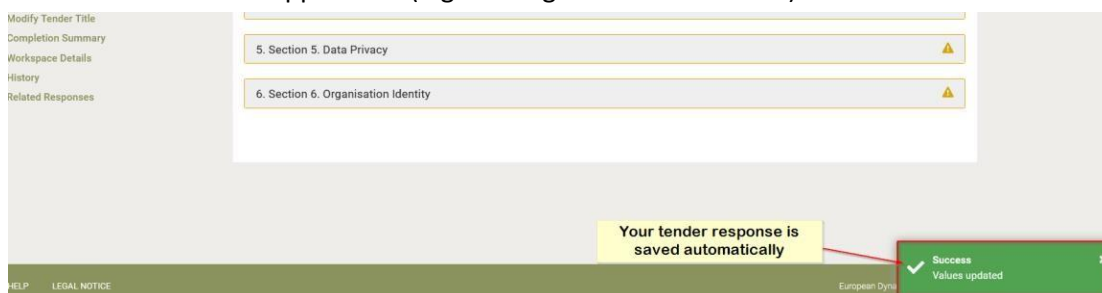 Modify Tender Title
Completion Summary
Workspace Details
History
Related Responses
5. Section 5. Data Privacy
6. Section 6. Organisation Identity
Your tender response is
saved automatically
Success
Values updated
HELP LEGAL NOTICE
European